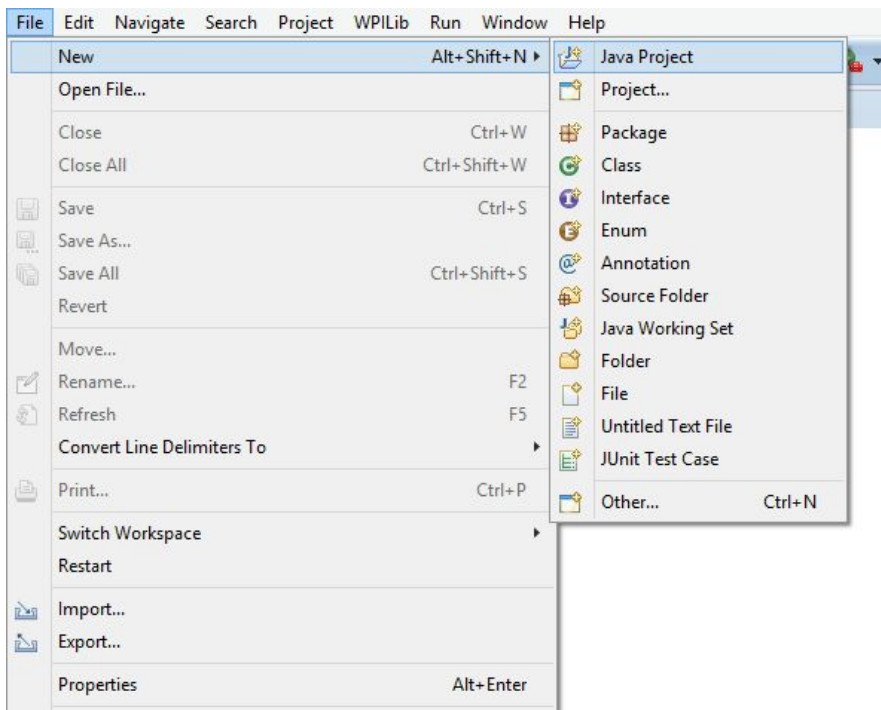 File Edit Navigate Search Project WPILib Run Window Help
New Alt+Shift+N
Open File...
Close Ctrl+W
Close All Ctrl+Shift+W
Save Ctrl+S
Save As...
Save All Ctrl+Shift+S
Revert
Move...
Rename... F2
Refresh F5
Convert Line Delimiters To
Print... Ctrl+P
Switch Workspace
Restart
Import...
Export...
Properties Alt+Enter
Java Project
Project...
Package
Class
Interface
Enum
Annotation
Source Folder
Java Working Set
Folder
File
Untitled Text File
JUnit Test Case
Other... Ctrl+N